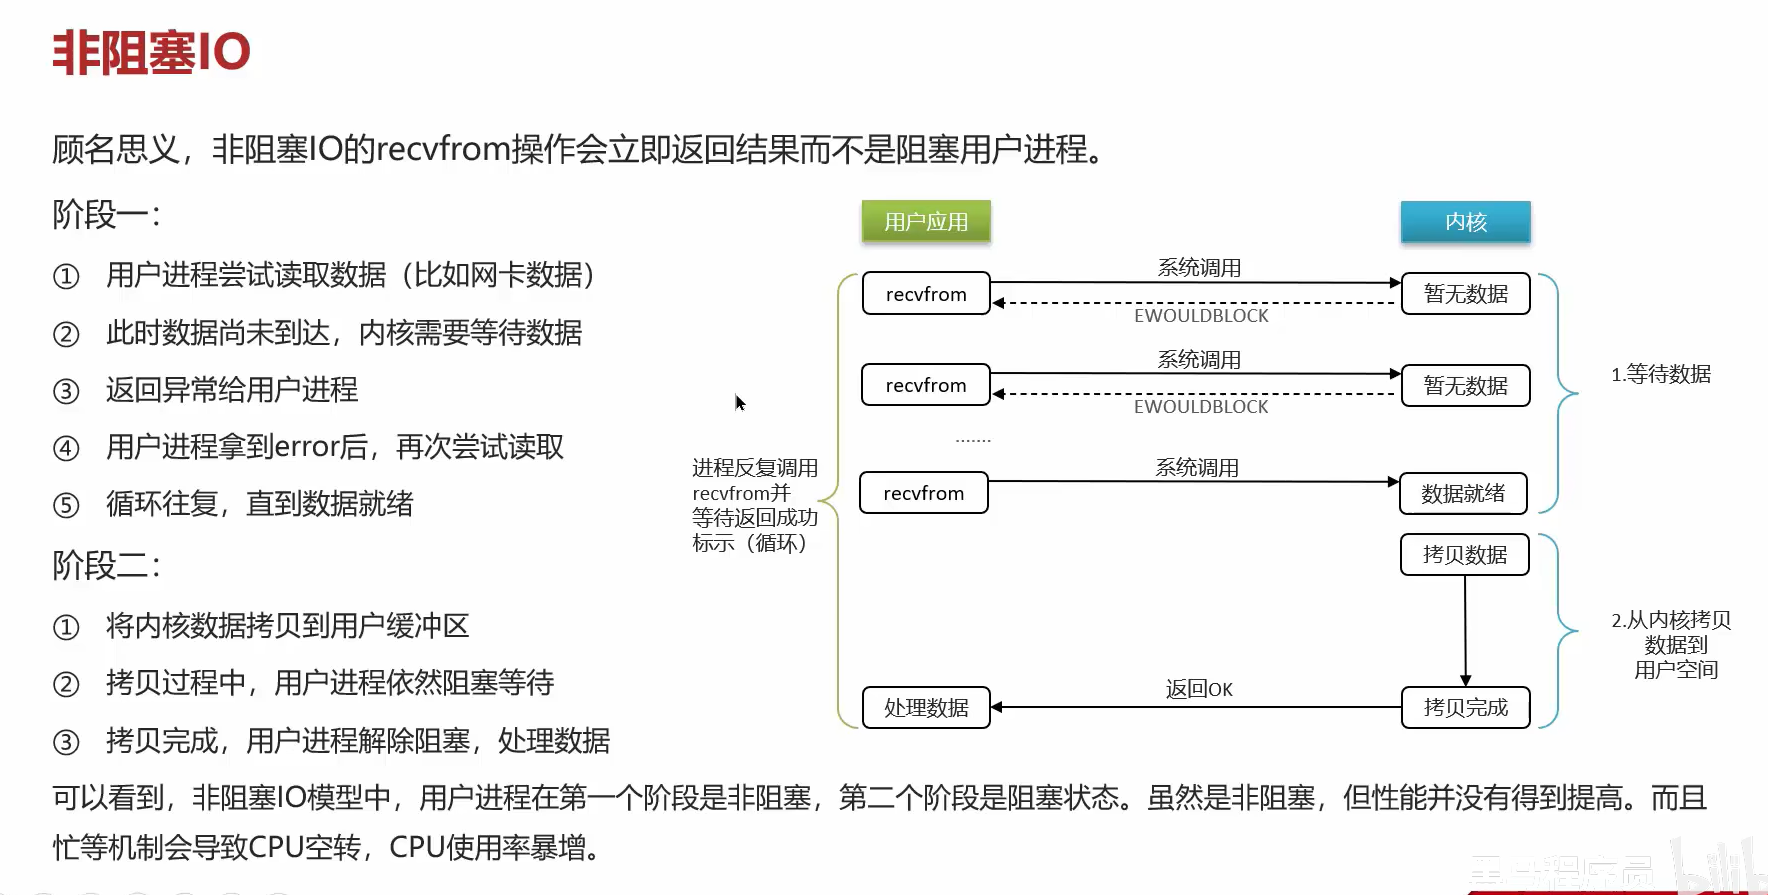 非阻塞IO
顾名思义，非阻塞IO的recvfrom操作会立即返回结果而不是阻塞用户进程。
阶段一：
① 用户进程尝试读取数据（比如网卡数据）
② 此时数据尚未到达，内核需要等待数据
③ 返回异常给用户进程
④ 用户进程拿到error后，再次尝试读取
⑤ 循环往复，直到数据就绪
阶段二：
① 将内核数据拷贝到用户缓冲区
② 拷贝过程中，用户进程依然阻塞等待
③ 拷贝完成，用户进程解除阻塞，处理数据
可以看到，非阻塞IO模型中，用户进程在第一个阶段是非阻塞，第二个阶段是阻塞状态。虽然是非阻塞，但性能并没有得到提高。而且
忙等机制会导致CPU空转，CPU使用率暴增。
用户应用
内核
recvfrom
系统调用
暂无数据
EWOULDBLOCK
recvfrom
系统调用
暂无数据
EWOULDBLOCK
.......
recvfrom
系统调用
数据就绪
进程反复调用
recvfrom并
等待返回成功
标示（循环）
1.等待数据
拷贝数据
2.从内核拷贝
数据到
用户空间
处理数据
返回OK
拷贝完成
黑马程序员
bilibili